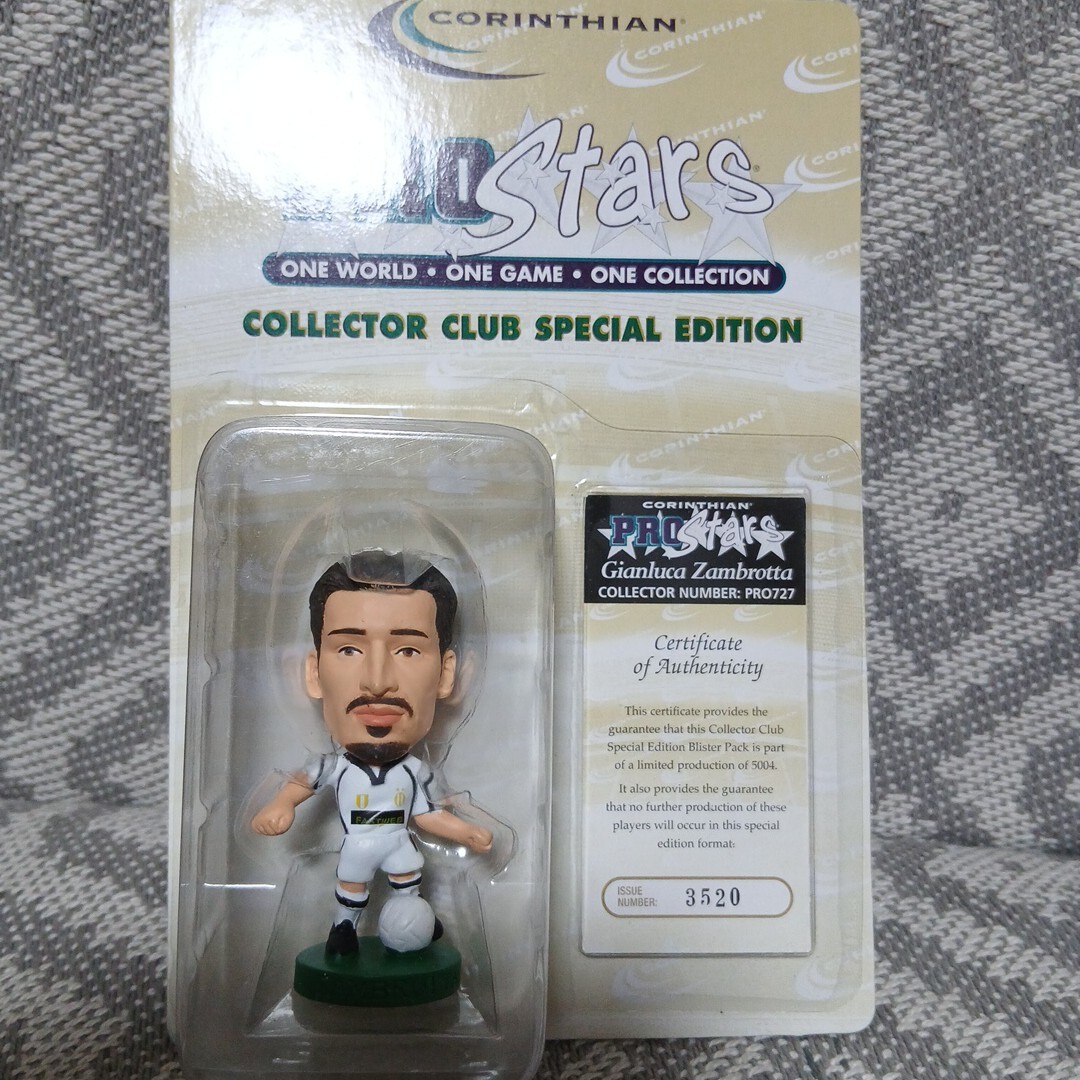 CORINTHIAN
PRO Stars
ONE WORLD • ONE GAME • ONE COLLECTION
COLLECTOR CLUB SPECIAL EDITION
CORINTHIAN
PRO Stars
Gianluca Zambrotta
COLLECTOR NUMBER: PRO727
Certificate
of Authenticity
This certificate provides the
guarantee that this Collector Club
Special Edition Blister Pack is part
of a limited production of 5004.
It also provides the guarantee
that no further production of these
players will occur in this special
edition format.
ISSUE
NUMBER: 3520
FASTWEB